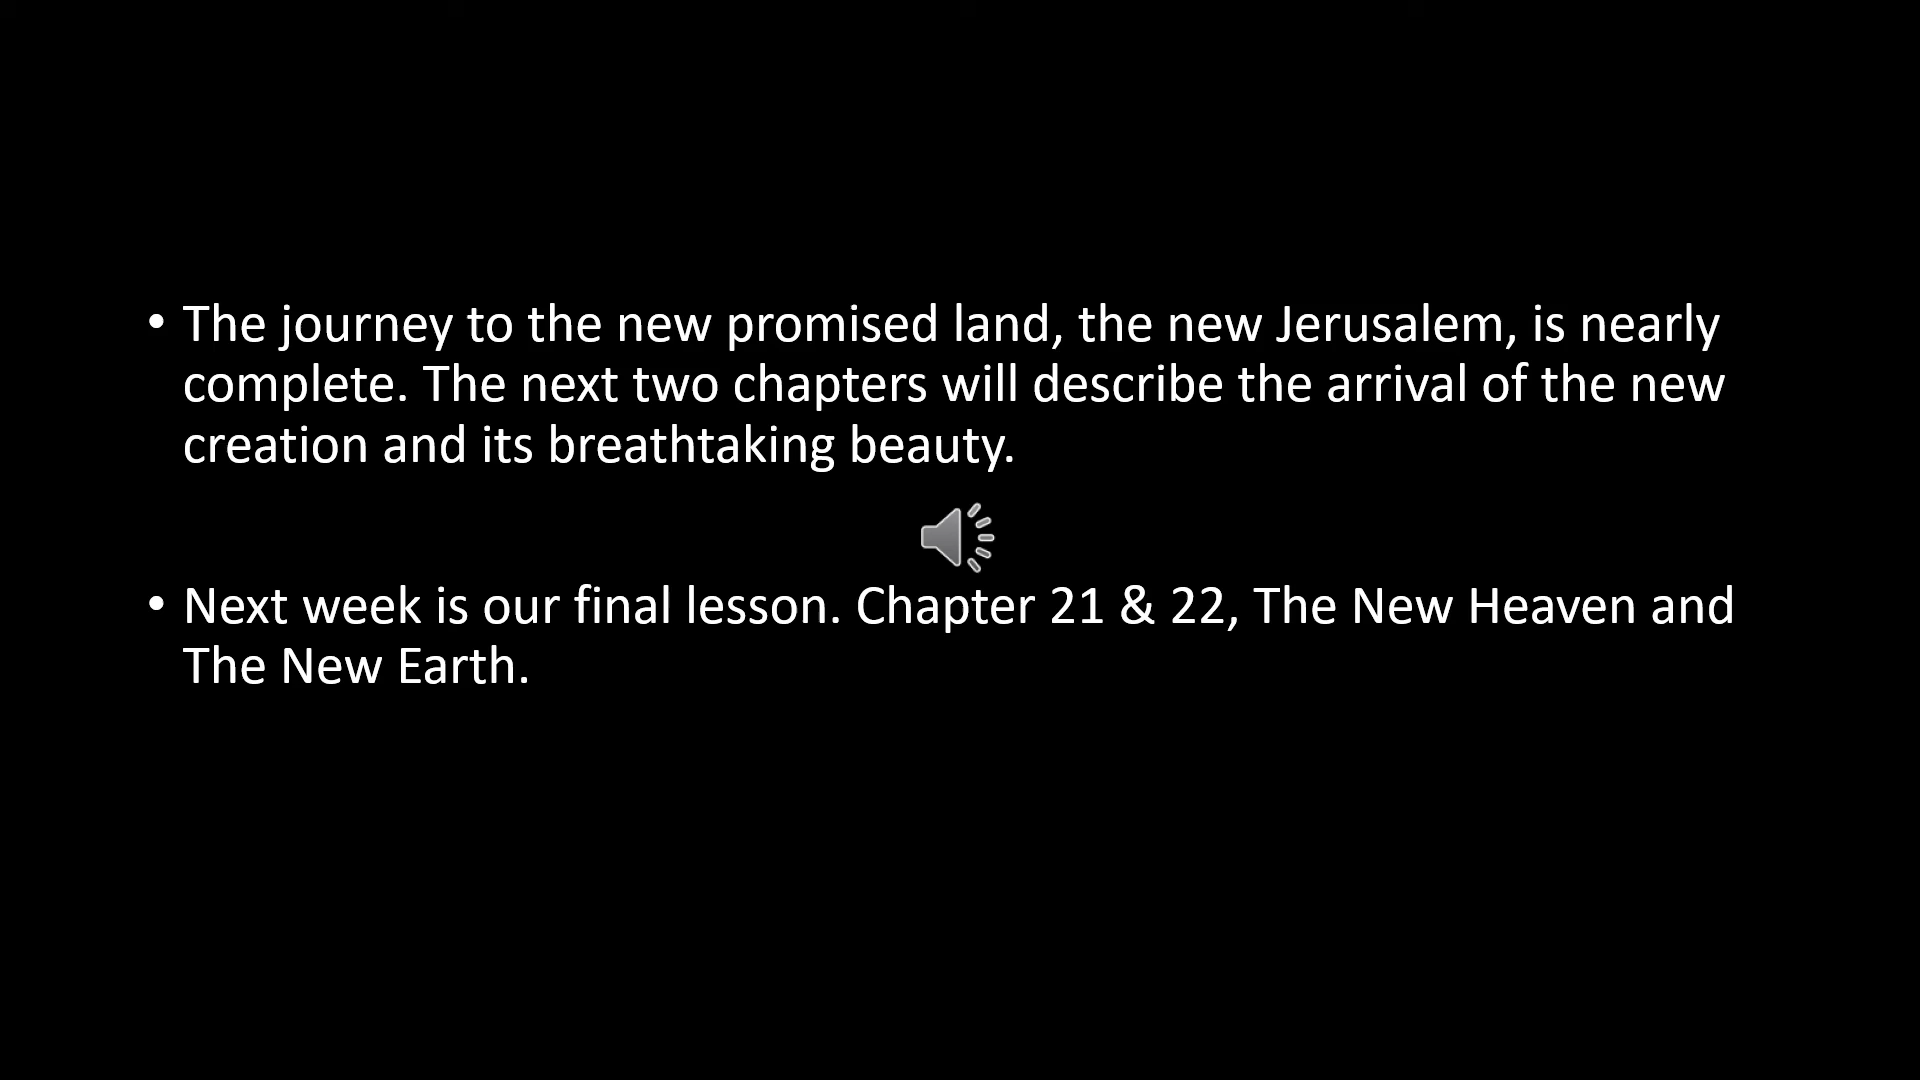 • The journey to the new promised land, the new Jerusalem, is nearly
complete. The next two chapters will describe the arrival of the new
creation and its breathtaking beauty.
• Next week is our final lesson. Chapter 21 & 22, The New Heaven and
The New Earth.